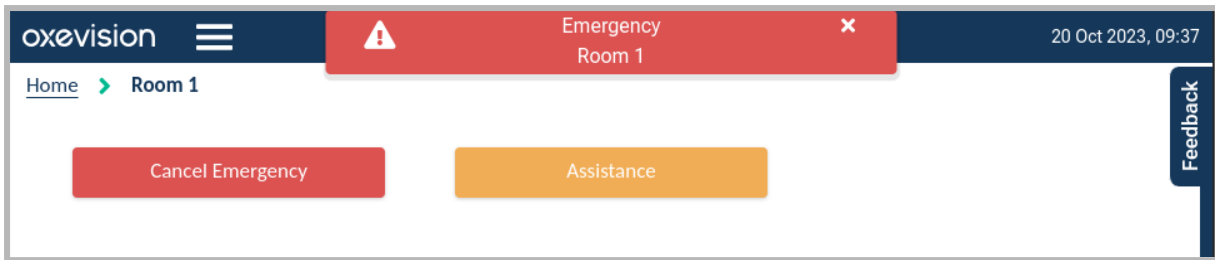 oxevision
Emergency
Room 1
20 Oct 2023, 09:37
Home
Room 1
Feedback
Cancel Emergency
Assistance